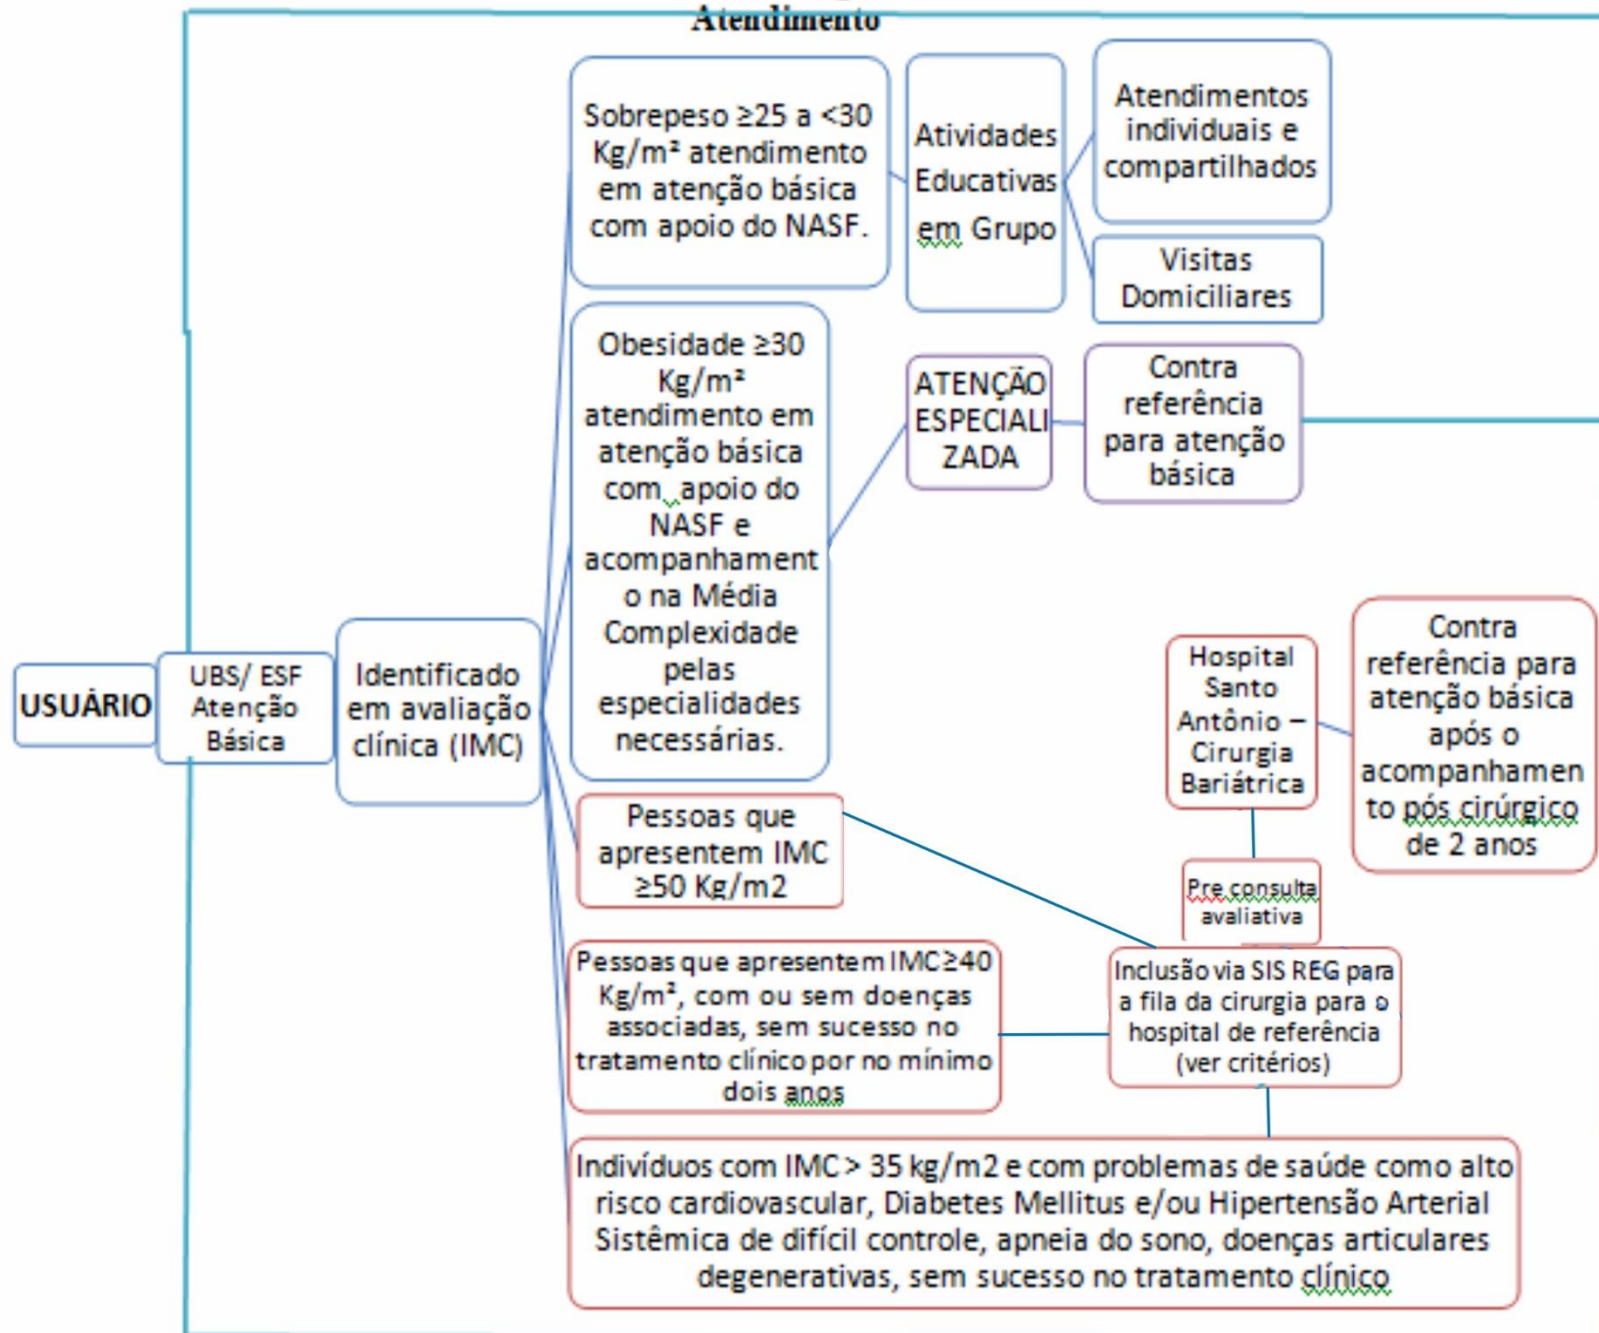 Atendimento
Sobrepeso ≥25 a <30
Kg/m² atendimento
em atenção básica
com apoio do NASF.
Atividades
Educativas
em Grupo
Atendimentos
individuais e
compartilhados
Visitas
Domiciliares
Obesidade ≥30
Kg/m²
atendimento em
atenção básica
com apoio do
NASF e
acompanhament
o na Média
Complexidade
pelas
especialidades
necessárias.
ATENÇÃO
ESPECIALI
ZADA
Contra
referência
para atenção
básica
USUÁRIO
UBS/ ESF
Atenção
Básica
Identificado
em avaliação
clínica (IMC)
Hospital
Santo
Antônio –
Cirurgia
Bariátrica
Contra
referência para
atenção básica
após o
acompanhamen
to pós cirúrgico
de 2 anos
Pessoas que
apresentem IMC
≥50 Kg/m2
Pre consulta
avaliativa
Pessoas que apresentem IMC≥40
Kg/m², com ou sem doenças
associadas, sem sucesso no
tratamento clínico por no mínimo
dois anos
Inclusão via SIS REG para
a fila da cirurgia para o
hospital de referência
(ver critérios)
Indivíduos com IMC > 35 kg/m2 e com problemas de saúde como alto
risco cardiovascular, Diabetes Mellitus e/ou Hipertensão Arterial
Sistêmica de difícil controle, apneia do sono, doenças articulares
degenerativas, sem sucesso no tratamento clínico